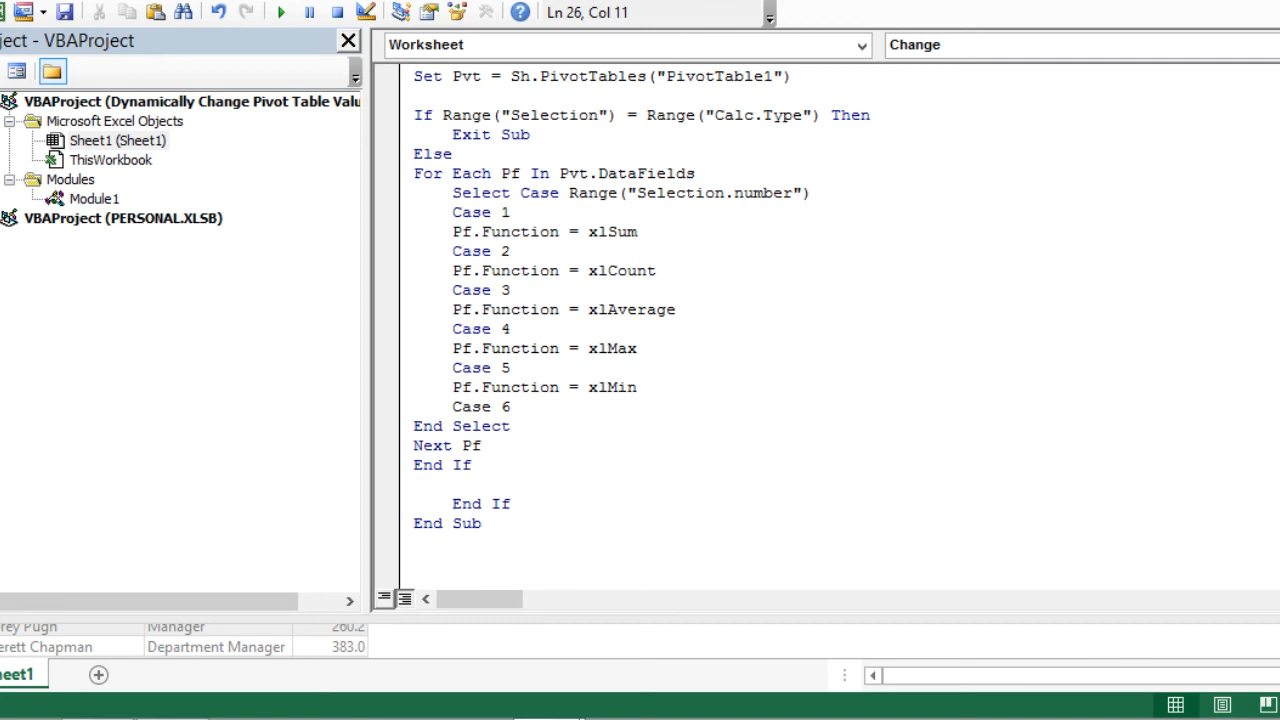 Ln 26, Col 11
ject - VBAProject
Worksheet
Change
VBAProject (Dynamically Change Pivot Table Valu
Microsoft Excel Objects
Sheet1 (Sheet1)
ThisWorkbook
Modules
Module1
VBAProject (PERSONAL.XLSB)
Set Pvt = Sh.PivotTables("PivotTable1")
If Range("Selection") = Range("Calc.Type") Then
Exit Sub
Else
For Each Pf In Pvt.DataFields
Select Case Range("Selection.number")
Case 1
Pf.Function = xlSum
Case 2
Pf.Function = xlCount
Case 3
Pf.Function = xlAverage
Case 4
Pf.Function = xlMax
Case 5
Pf.Function = xlMin
Case 6
End Select
Next Pf
End If
End If
End Sub
rey Pugh Manager 260.2
erett Chapman Department Manager 383.0
heet1